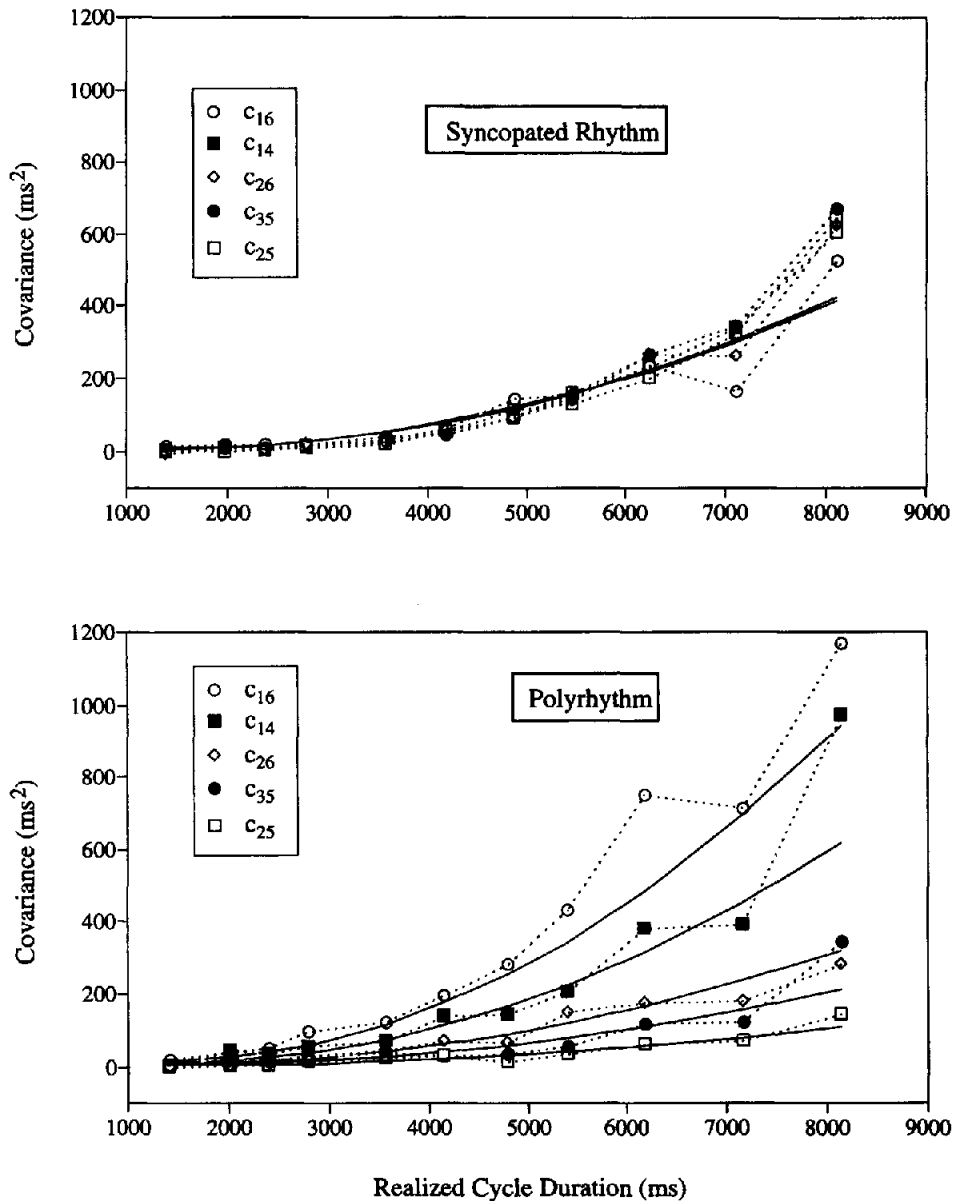 1200
1000
800
600
400
200
0
Covariance (ms²)
c₁₆
c₁₄
c₂₆
c₃₅
c₂₅
Syncopated Rhythm
1000 2000 3000 4000 5000 6000 7000 8000 9000
1200
1000
800
600
400
200
0
Covariance (ms²)
c₁₆
c₁₄
c₂₆
c₃₅
c₂₅
Polyrhythm
1000 2000 3000 4000 5000 6000 7000 8000 9000
Realized Cycle Duration (ms)